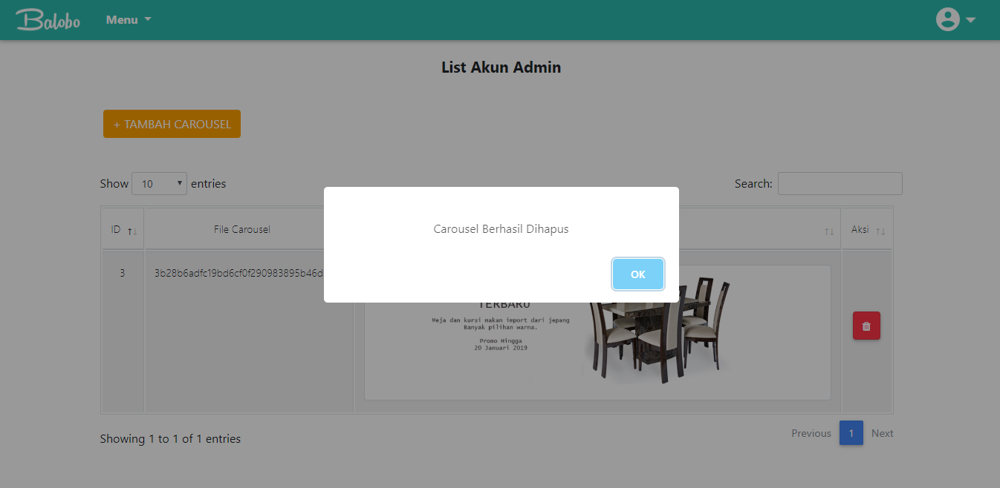 Balobo Menu
List Akun Admin
+ TAMBAH CAROUSEL
Show 10 entries Search:
ID File Carousel Aksi
Carousel Berhasil Dihapus
OK
3 3b28b6adfc19bd6cf0f290983895b46d
TERBARU
Meja dan kursi makan import dari jepang
Banyak pilihan warna.
Promo Hingga
20 Januari 2019
Showing 1 to 1 of 1 entries
Previous 1 Next